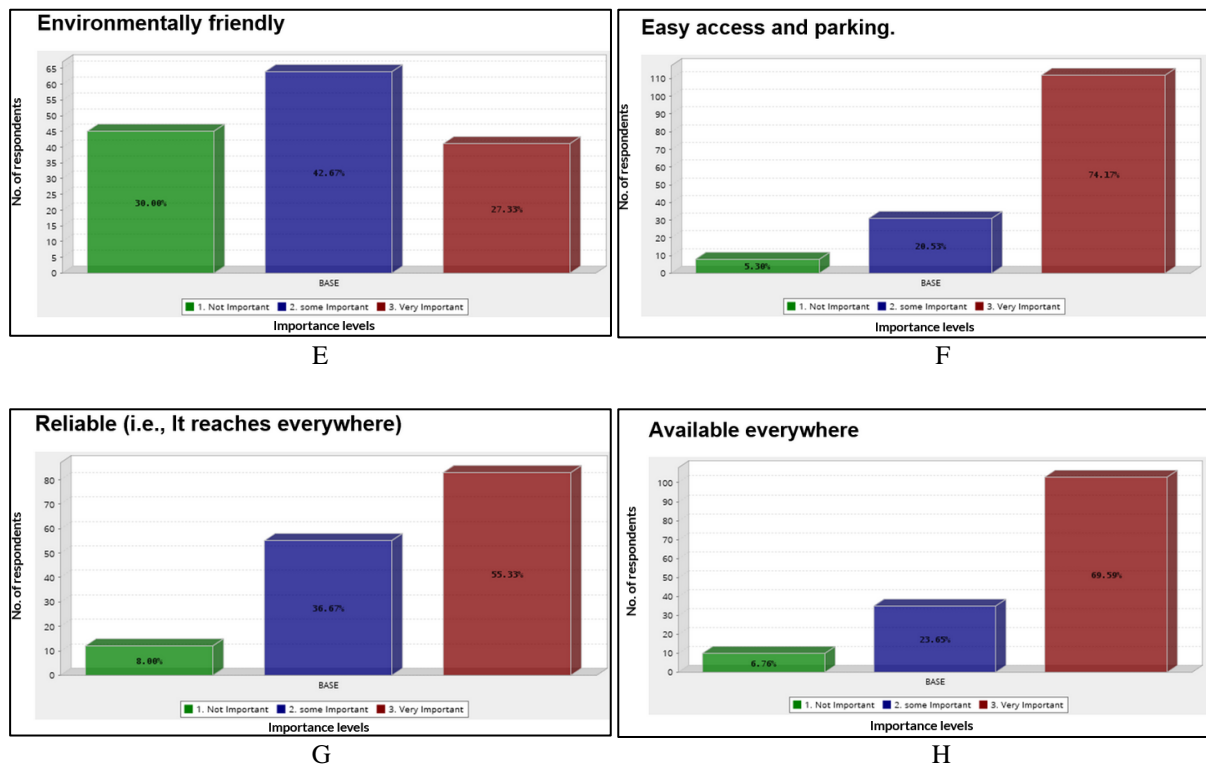 Environmentally friendly
No. of respondents
65
60
55
50
45
40
35
30
25
20
15
10
5
0
30.00%
42.67%
27.33%
BASE
1. Not Important 2. some Important 3. Very Important
Importance levels
E
Easy access and parking.
No. of respondents
110
100
90
80
70
60
50
40
30
20
10
0
5.30%
20.53%
74.17%
BASE
1. Not Important 2. some Important 3. Very Important
Importance levels
F
Reliable (i.e., It reaches everywhere)
No. of respondents
80
70
60
50
40
30
20
10
0
8.00%
36.67%
55.33%
BASE
1. Not Important 2. some Important 3. Very Important
Importance levels
G
Available everywhere
No. of respondents
100
90
80
70
60
50
40
30
20
10
0
6.76%
23.65%
69.59%
BASE
1. Not Important 2. some Important 3. Very Important
Importance levels
H